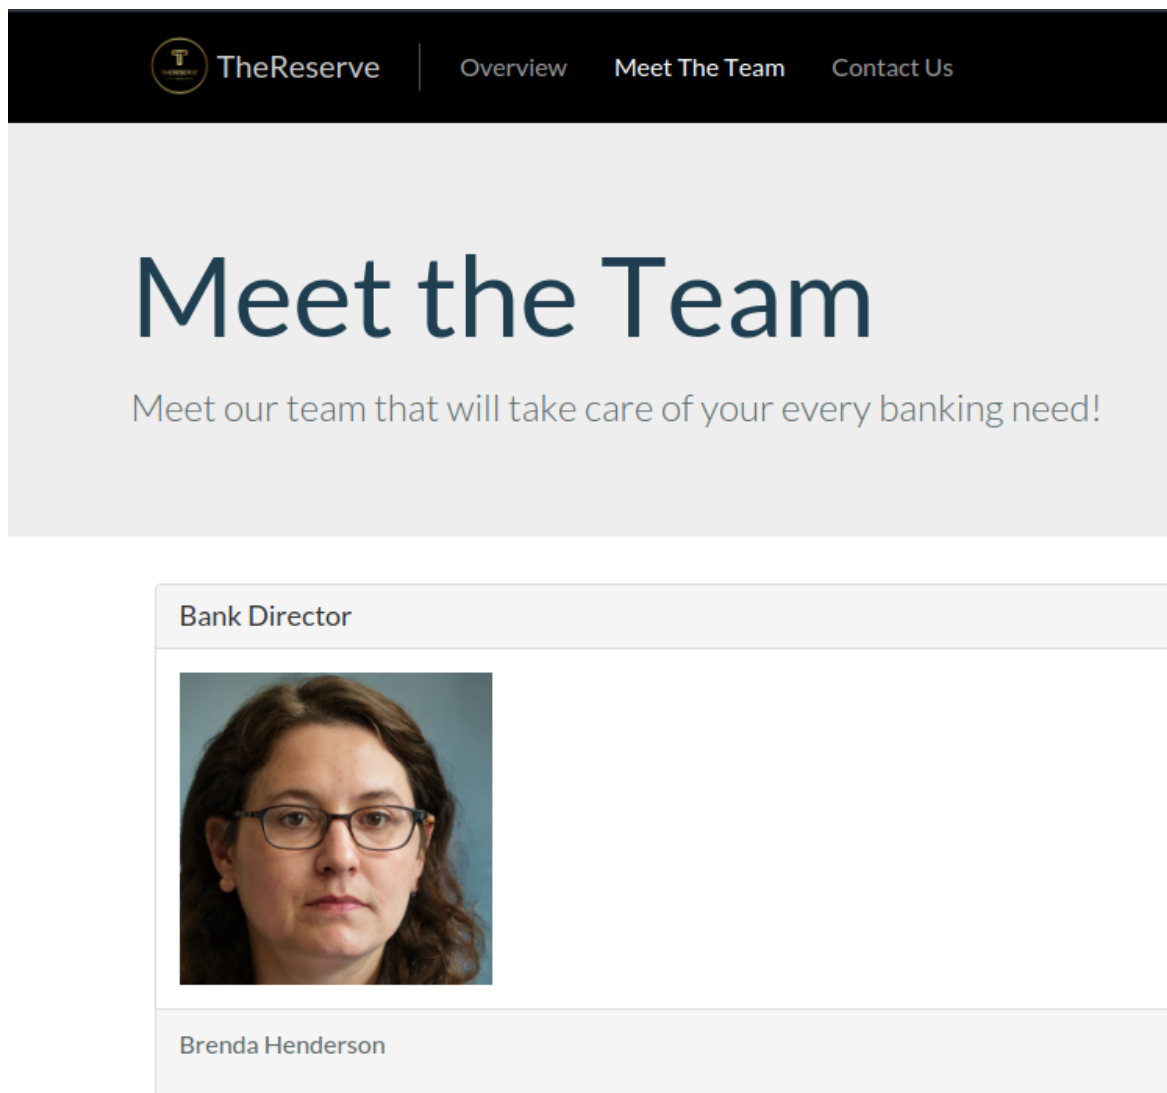 TheReserve
Overview
Meet The Team
Contact Us
Meet the Team
Meet our team that will take care of your every banking need!
Bank Director
Brenda Henderson